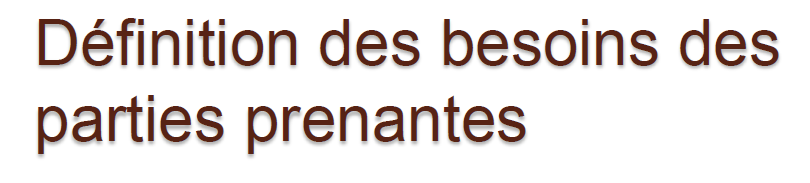 Définition des besoins des
parties prenantes